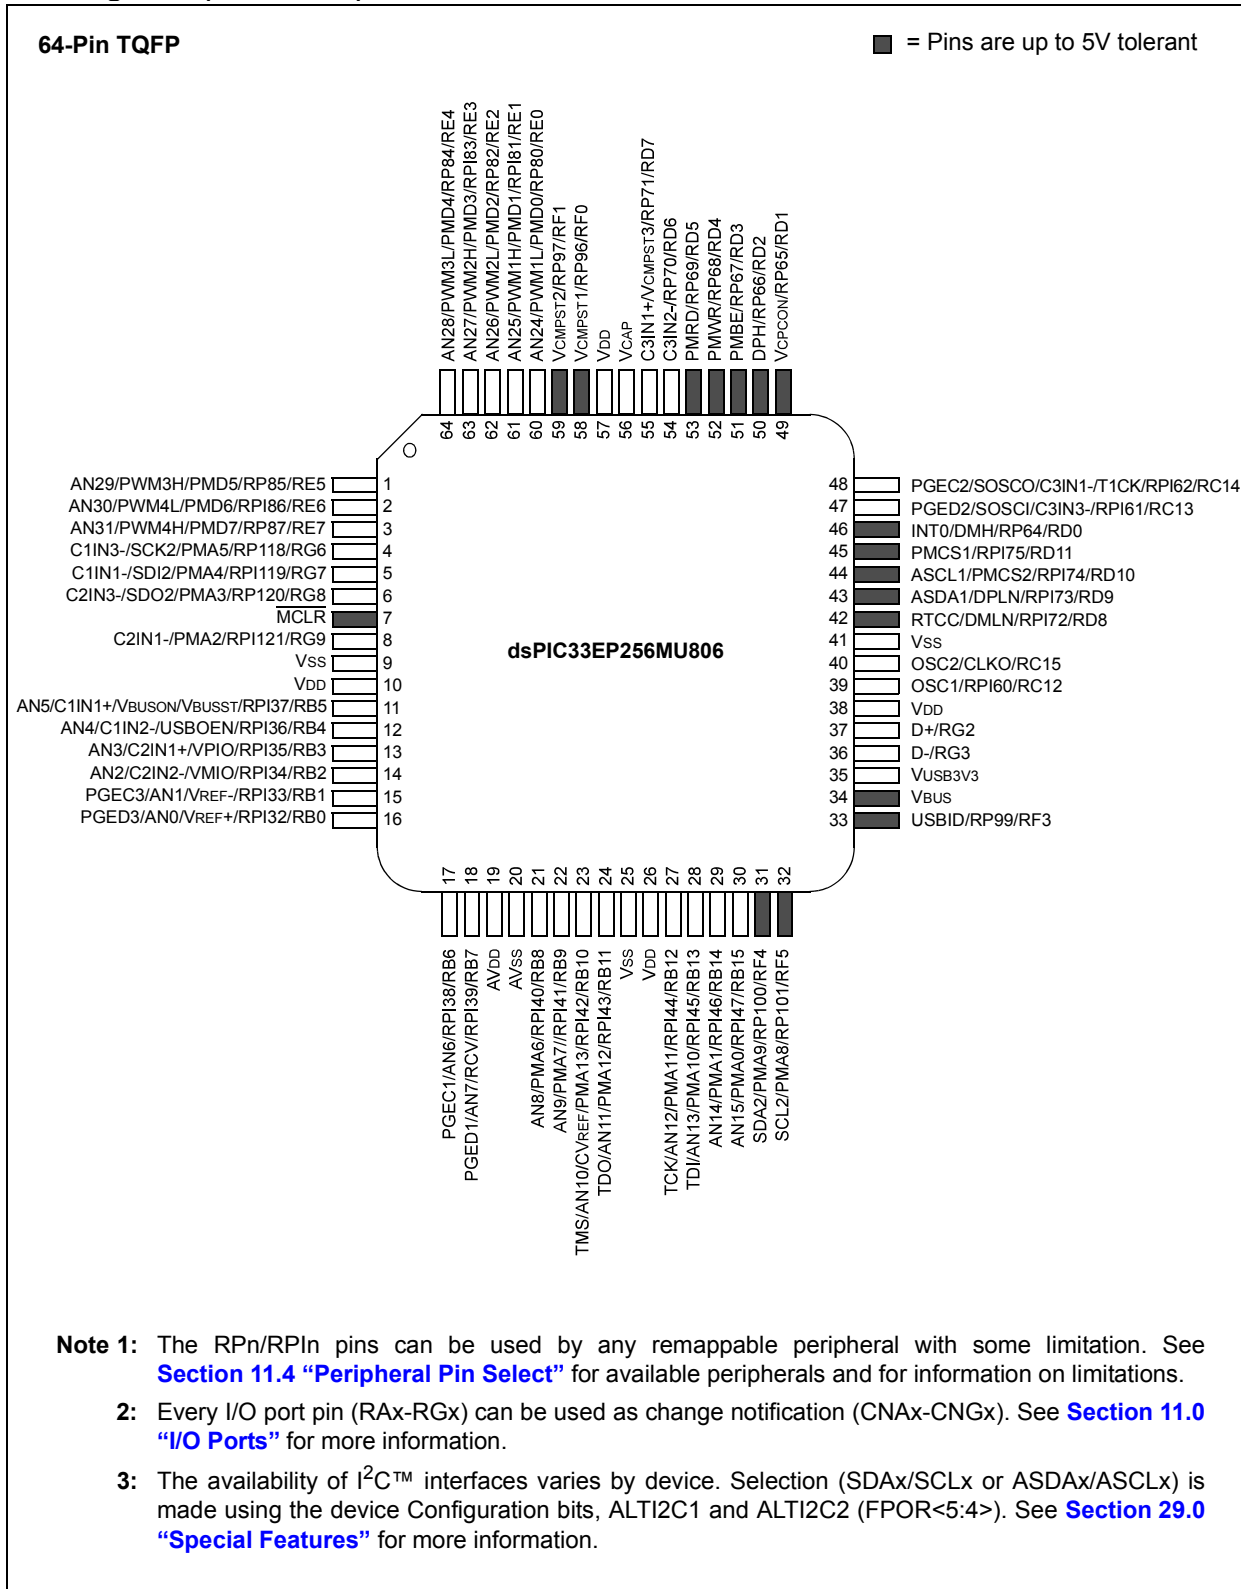 64-Pin TQFP
= Pins are up to 5V tolerant
AN28/PWM3L/PMD4/RP84/RE4
AN27/PWM2H/PMD3/RPI83/RE3
AN26/PWM2L/PMD2/RP82/RE2
AN25/PWM1H/PMD1/RPI81/RE1
AN24/PWM1L/PMD0/RP80/RE0
VCMPST2/RP97/RF1
VCMPST1/RP96/RF0
VDD
VCAP
C3IN1+/VCMPST3/RP71/RD7
C3IN2-/RP70/RD6
PMRD/RP69/RD5
PMWR/RP68/RD4
PMBE/RP67/RD3
DPH/RP66/RD2
VCPCON/RP65/RD1
64 63 62 61 60 59 58 57 56 55 54 53 52 51 50 49
AN29/PWM3H/PMD5/RP85/RE5 1
AN30/PWM4L/PMD6/RPI86/RE6 2
AN31/PWM4H/PMD7/RP87/RE7 3
C1IN3-/SCK2/PMA5/RP118/RG6 4
C1IN1-/SDI2/PMA4/RPI119/RG7 5
C2IN3-/SDO2/PMA3/RP120/RG8 6
MCLR 7
C2IN1-/PMA2/RPI121/RG9 8
VSS 9
VDD 10
AN5/C1IN1+/VBUSON/VBUSST/RPI37/RB5 11
AN4/C1IN2-/USBOEN/RPI36/RB4 12
AN3/C2IN1+/VPIO/RPI35/RB3 13
AN2/C2IN2-/VMIO/RPI34/RB2 14
PGEC3/AN1/VREF-/RPI33/RB1 15
PGED3/AN0/VREF+/RPI32/RB0 16
dsPIC33EP256MU806
48 PGEC2/SOSCO/C3IN1-/T1CK/RPI62/RC14
47 PGED2/SOSCI/C3IN3-/RPI61/RC13
46 INT0/DMH/RP64/RD0
45 PMCS1/RPI75/RD11
44 ASCL1/PMCS2/RPI74/RD10
43 ASDA1/DPLN/RPI73/RD9
42 RTCC/DMLN/RPI72/RD8
41 VSS
40 OSC2/CLKO/RC15
39 OSC1/RPI60/RC12
38 VDD
37 D+/RG2
36 D-/RG3
35 VUSB3V3
34 VBUS
33 USBID/RP99/RF3
17 18 19 20 21 22 23 24 25 26 27 28 29 30 31 32
PGEC1/AN6/RPI38/RB6
PGED1/AN7/RCV/RPI39/RB7
AVDD
AVSS
AN8/PMA6/RPI40/RB8
AN9/PMA7//RPI41/RB9
TMS/AN10/CVREF/PMA13/RPI42/RB10
TDO/AN11/PMA12/RPI43/RB11
VSS
VDD
TCK/AN12/PMA11/RPI44/RB12
TDI/AN13/PMA10/RPI45/RB13
AN14/PMA1/RPI46/RB14
AN15/PMA0/RPI47/RB15
SDA2/PMA9/RP100/RF4
SCL2/PMA8/RP101/RF5
Note 1: The RPn/RPIn pins can be used by any remappable peripheral with some limitation. See
Section 11.4 “Peripheral Pin Select” for available peripherals and for information on limitations.
2: Every I/O port pin (RAx-RGx) can be used as change notification (CNAx-CNGx). See Section 11.0
“I/O Ports” for more information.
3: The availability of I²C™ interfaces varies by device. Selection (SDAx/SCLx or ASDAx/ASCLx) is
made using the device Configuration bits, ALTI2C1 and ALTI2C2 (FPOR<5:4>). See Section 29.0
“Special Features” for more information.